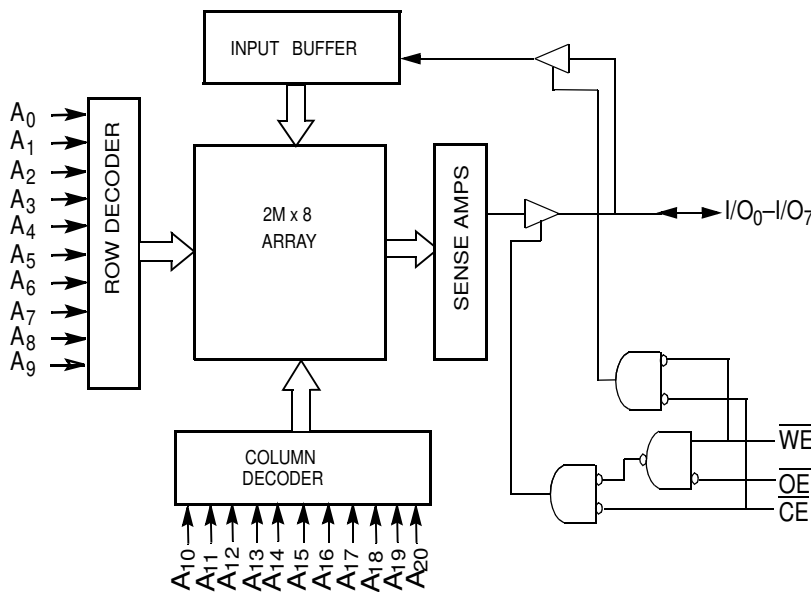 INPUT BUFFER
A0
A1
A2
A3
A4
A5
A6
A7
A8
A9
ROW DECODER
2M x 8
ARRAY
SENSE AMPS
I/O0–I/O7
WE
OE
CE
COLUMN
DECODER
A10
A11
A12
A13
A14
A15
A16
A17
A18
A19
A20